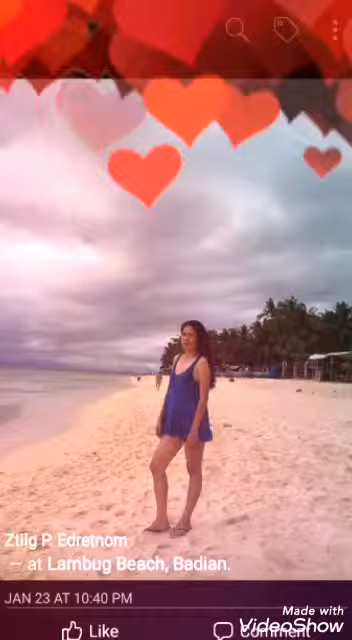 Ztilg P. Edretnom
— at Lambug Beach, Badian.
JAN 23 AT 10:40 PM
Made with
Like
Comment
VideoShow